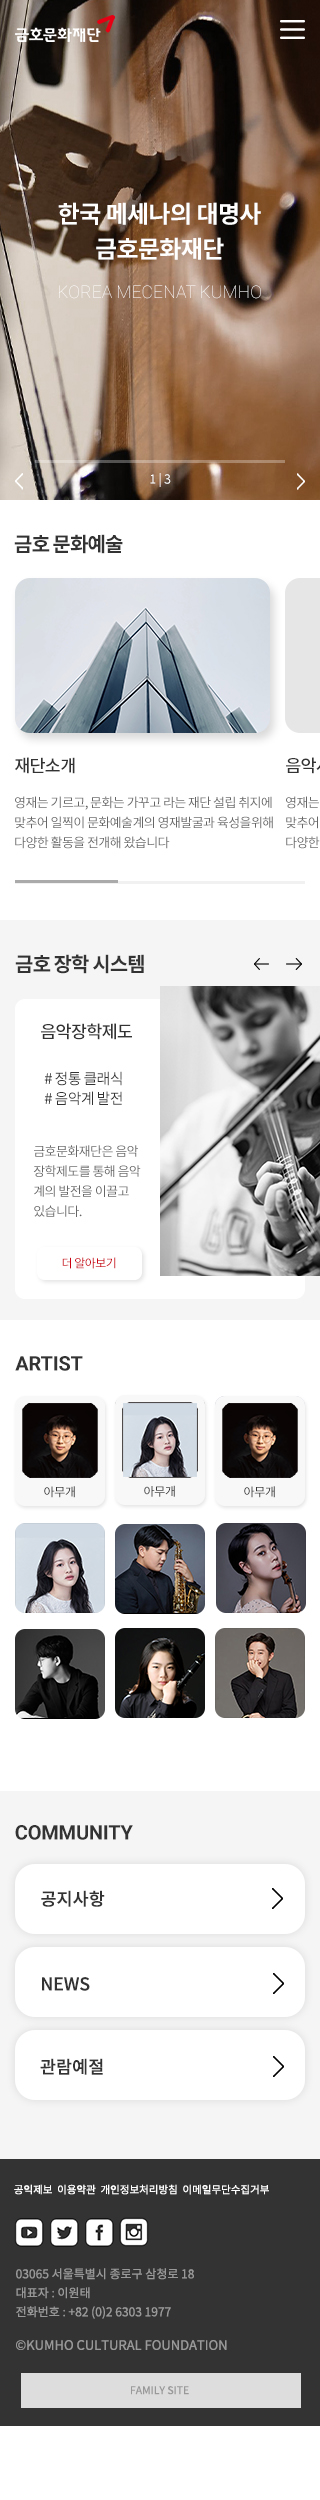 금호문화재단
한국 메세나의 대명사
금호문화재단
KOREA MECENAT KUMHO
1 | 3
금호 문화예술
재단소개
영재는 기르고, 문화는 가꾸고 라는 재단 설립 취지에
맞추어 일찍이 문화예술계의 영재발굴과 육성을위해
다양한 활동을 전개해 왔습니다
음악
영재는
맞추어
다양한
금호 장학 시스템
음악장학제도
# 정통 클래식
# 음악계 발전
금호문화재단은 음악
장학제도를 통해 음악
계의 발전을 이끌고
있습니다.
더 알아보기
ARTIST
아무개
아무개
아무개
COMMUNITY
공지사항
NEWS
관람예절
공익제보 이용약관 개인정보처리방침 이메일무단수집거부
03065 서울특별시 종로구 삼청로 18
대표자 : 이원태
전화번호 : +82 (0)2 6303 1977
©KUMHO CULTURAL FOUNDATION
FAMILY SITE